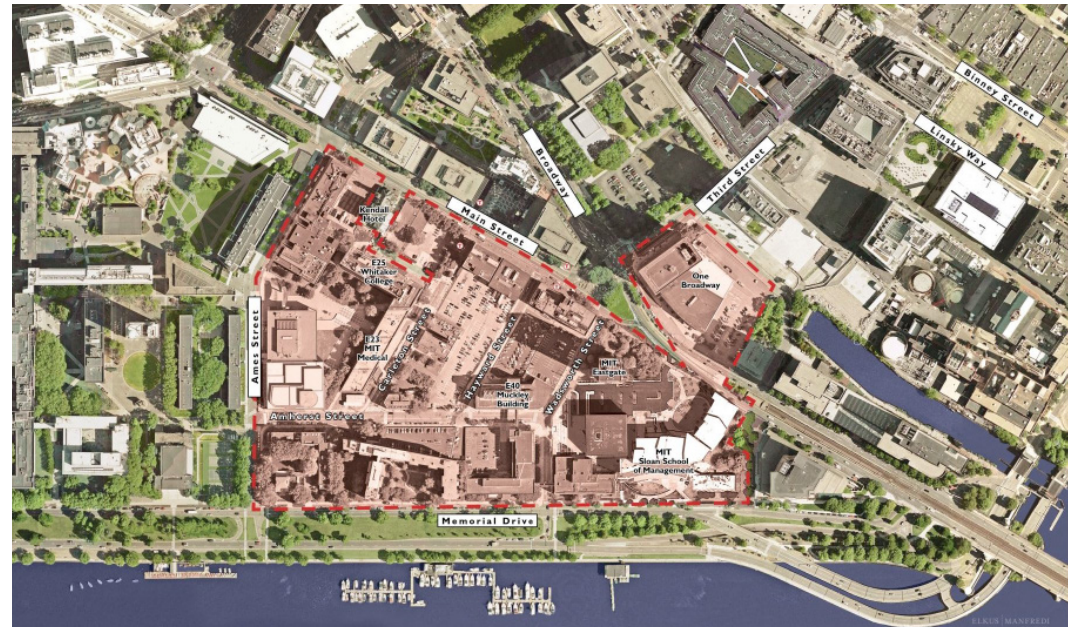 Binney Street
Linsky Way
Broadway
Third Street
Kendall
Hotel
Main Street
E25
Whitaker
College
One
Broadway
Ames Street
E23
MIT
Medical
Carleton Street
Hayward Street
Wadsworth Street
MIT
Eastgate
E40
Muckley
Building
Amherst Street
MIT
Sloan School
of Management
Memorial Drive
ELKUS | MANFREDI